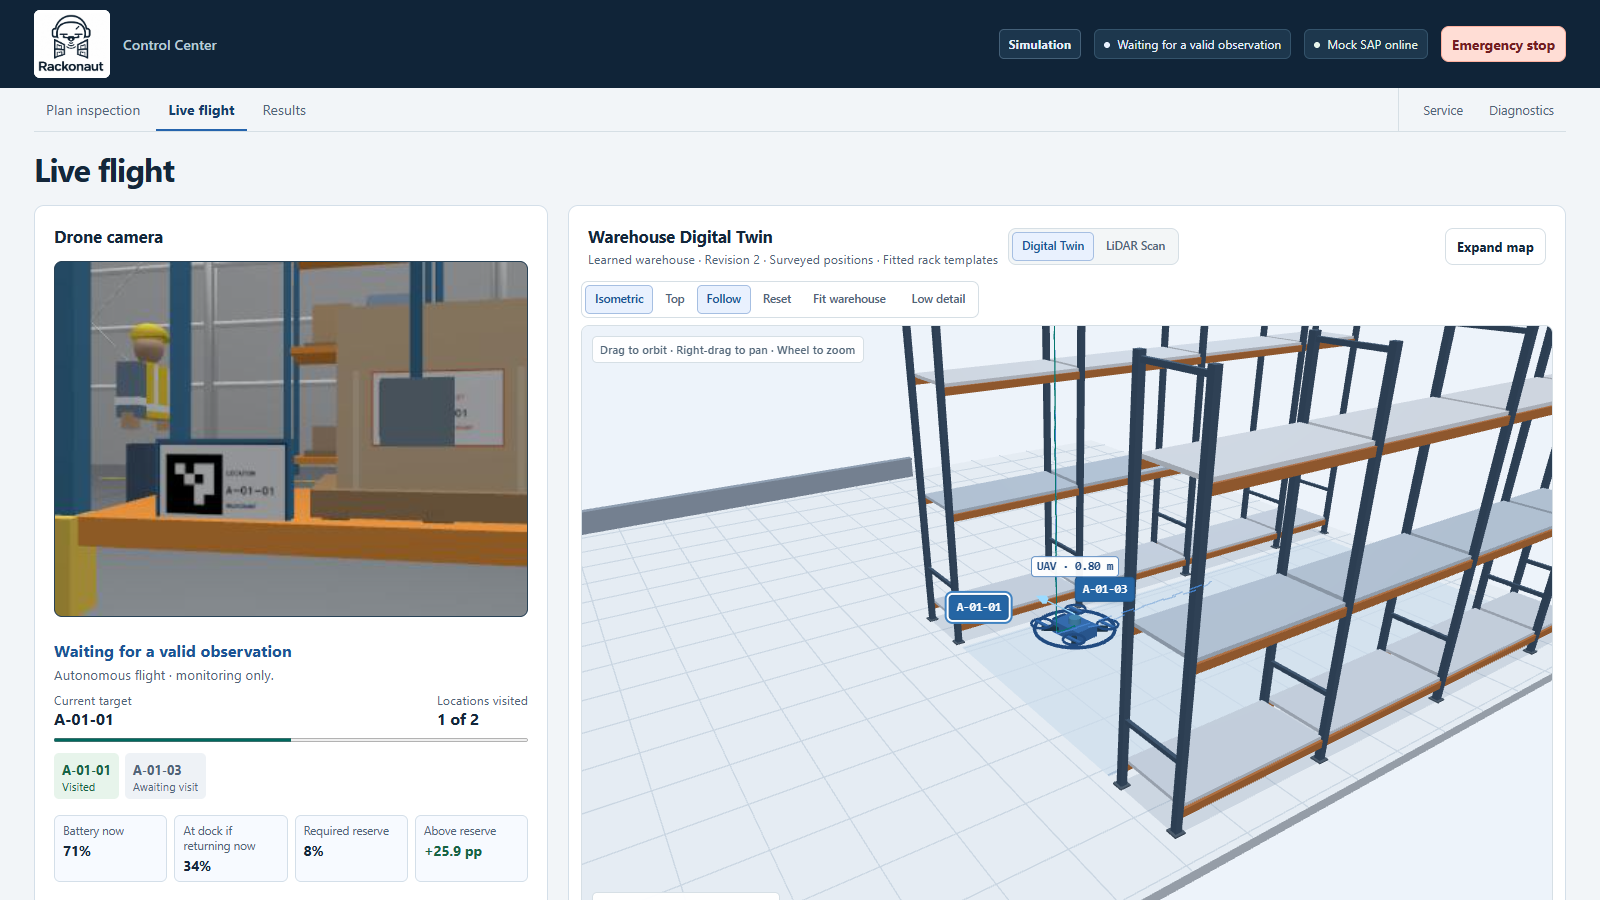 Rackonaut
Control Center
Simulation
Waiting for a valid observation
Mock SAP online
Emergency stop
Plan inspection
Live flight
Results
Service
Diagnostics
Live flight
Drone camera
LOCATION
A-01-01
01
Waiting for a valid observation
Autonomous flight · monitoring only.
Current target
A-01-01
Locations visited
1 of 2
A-01-01
Visited
A-01-03
Awaiting visit
Battery now
71%
At dock if
returning now
34%
Required reserve
8%
Above reserve
+25.9 pp
Warehouse Digital Twin
Learned warehouse · Revision 2 · Surveyed positions · Fitted rack templates
Digital Twin
LiDAR Scan
Expand map
Isometric
Top
Follow
Reset
Fit warehouse
Low detail
Drag to orbit · Right-drag to pan · Wheel to zoom
UAV · 0.80 m
A-01-03
A-01-01